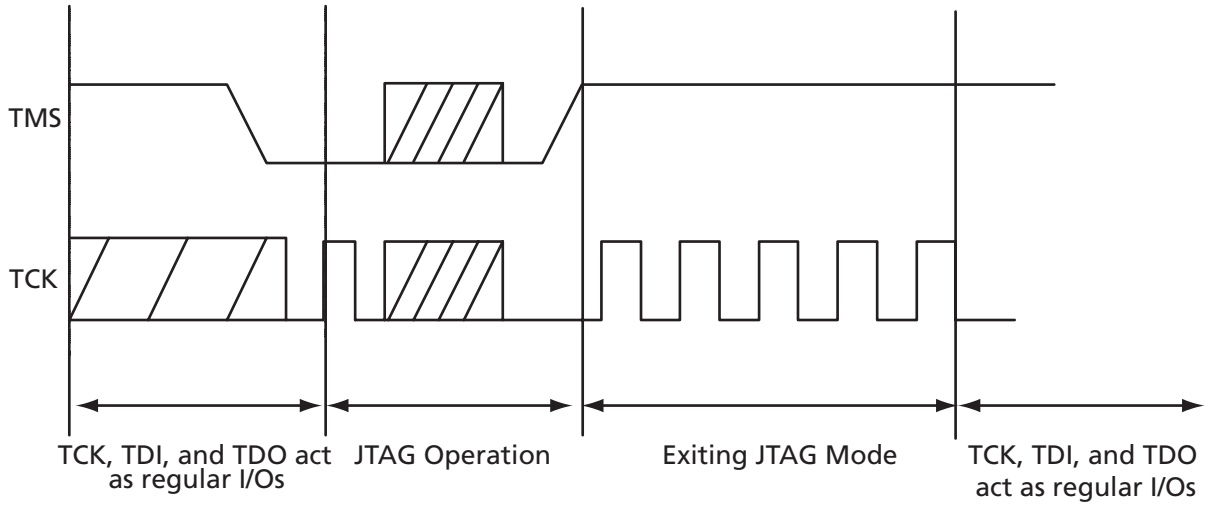 TMS
TCK
TCK, TDI, and TDO act
as regular I/Os
JTAG Operation
Exiting JTAG Mode
TCK, TDI, and TDO
act as regular I/Os